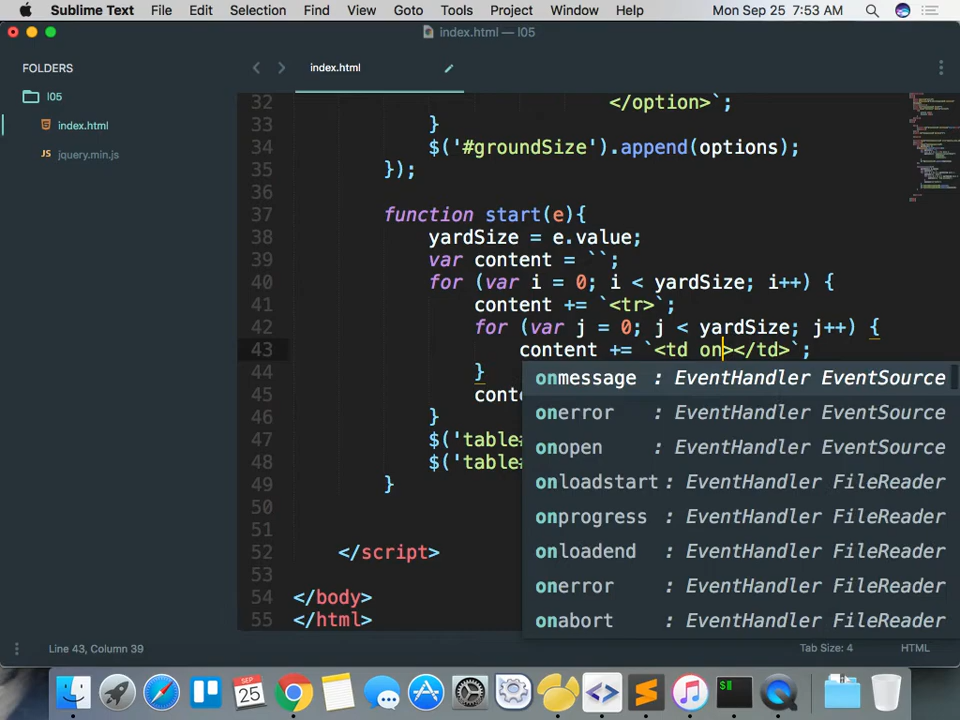 Sublime Text File Edit Selection Find View Goto Tools Project Window Help Mon Sep 25 7:53 AM
index.html — l05
FOLDERS
l05
index.html
jquery.min.js
index.html
32 </option>`;
33 }
34 $('#groundSize').append(options);
35 });
36
37 function start(e){
38 yardSize = e.value;
39 var content = ``;
40 for (var i = 0; i < yardSize; i++) {
41 content += `<tr>`;
42 for (var j = 0; j < yardSize; j++) {
43 content += `<td on></td>`;
44 }
45 conte
46 }
47 $('table#
48 $('table#
49 }
50
51
52 </script>
53
54 </body>
55 </html>
onmessage : EventHandler EventSource
onerror : EventHandler EventSource
onopen : EventHandler EventSource
onloadstart : EventHandler FileReader
onprogress : EventHandler FileReader
onloadend : EventHandler FileReader
onerror : EventHandler FileReader
onabort : EventHandler FileReader
Line 43, Column 39
Tab Size: 4 HTML
SEP
25